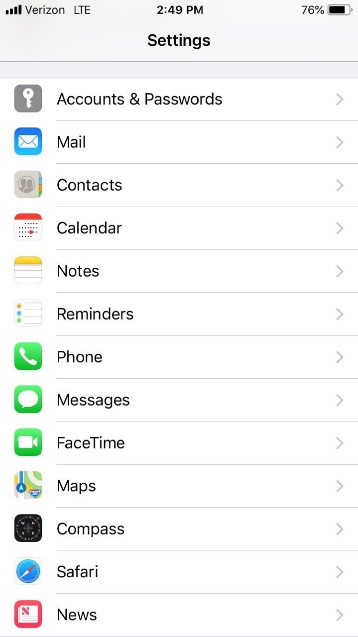 Verizon LTE 2:49 PM 76%
Settings
Accounts & Passwords
Mail
Contacts
Calendar
Notes
Reminders
Phone
Messages
FaceTime
Maps
Compass
Safari
News